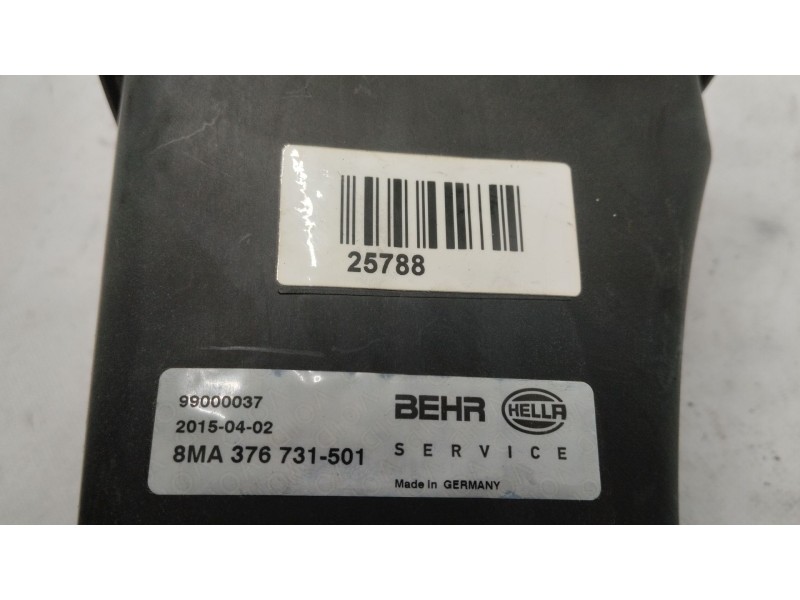 25788
99000037
2015-04-02
8MA 376 731-501
BEHR HELLA
SERVICE
Made in GERMANY